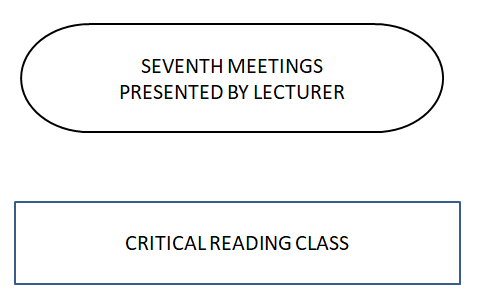 SEVENTH MEETINGS
PRESENTED BY LECTURER
CRITICAL READING CLASS